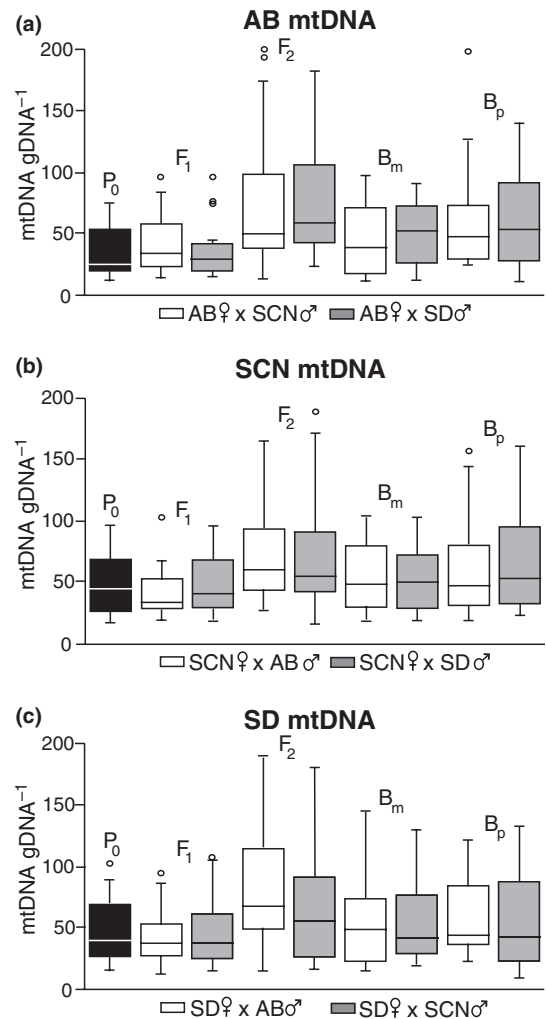 (a) AB mtDNA
mtDNA gDNA⁻¹
200
150
100
50
0
P₀
F₁
F₂
Bₘ
Bₚ
AB♀ x SCN♂ AB♀ x SD♂
(b) SCN mtDNA
mtDNA gDNA⁻¹
200
150
100
50
0
P₀
F₁
F₂
Bₘ
Bₚ
SCN♀ x AB♂ SCN♀ x SD♂
(c) SD mtDNA
mtDNA gDNA⁻¹
200
150
100
50
0
P₀
F₁
F₂
Bₘ
Bₚ
SD♀ x AB♂ SD♀ x SCN♂